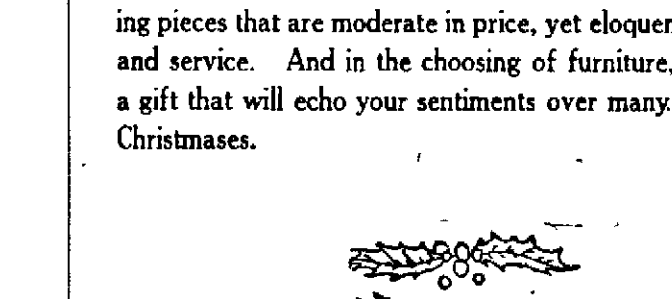 ing pieces that are moderate in price, yet
and service. And in the choosing of furniture,
a gift that will echo your sentiments over many
Christmases.